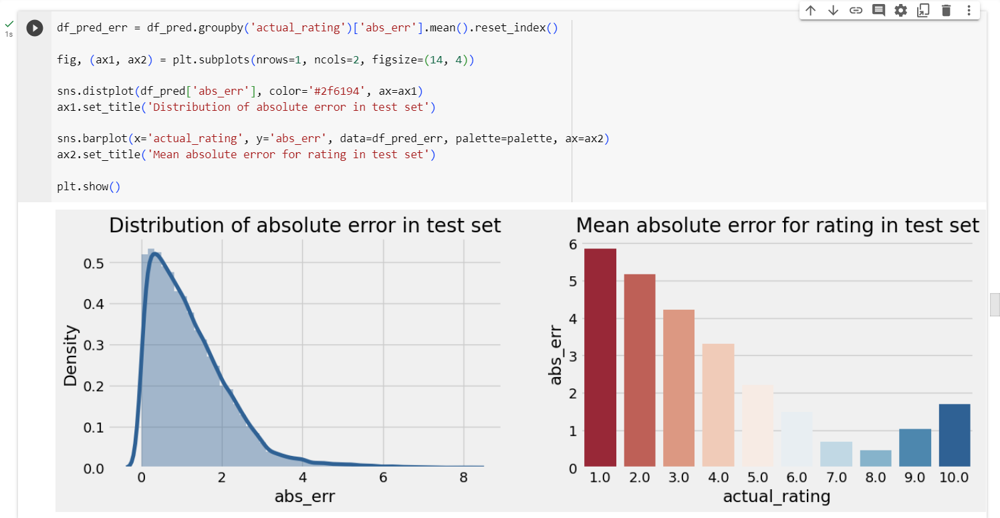 1s
df_pred_err = df_pred.groupby('actual_rating')['abs_err'].mean().reset_index()
fig, (ax1, ax2) = plt.subplots(nrows=1, ncols=2, figsize=(14, 4))
sns.distplot(df_pred['abs_err'], color='#2f6194', ax=ax1)
ax1.set_title('Distribution of absolute error in test set')
sns.barplot(x='actual_rating', y='abs_err', data=df_pred_err, palette=palette, ax=ax2)
ax2.set_title('Mean absolute error for rating in test set')
plt.show()
Distribution of absolute error in test set
Density
0.5
0.4
0.3
0.2
0.1
0.0
0 2 4 6 8
abs_err
Mean absolute error for rating in test set
abs_err
6
5
4
3
2
1
0
1.0 2.0 3.0 4.0 5.0 6.0 7.0 8.0 9.0 10.0
actual_rating